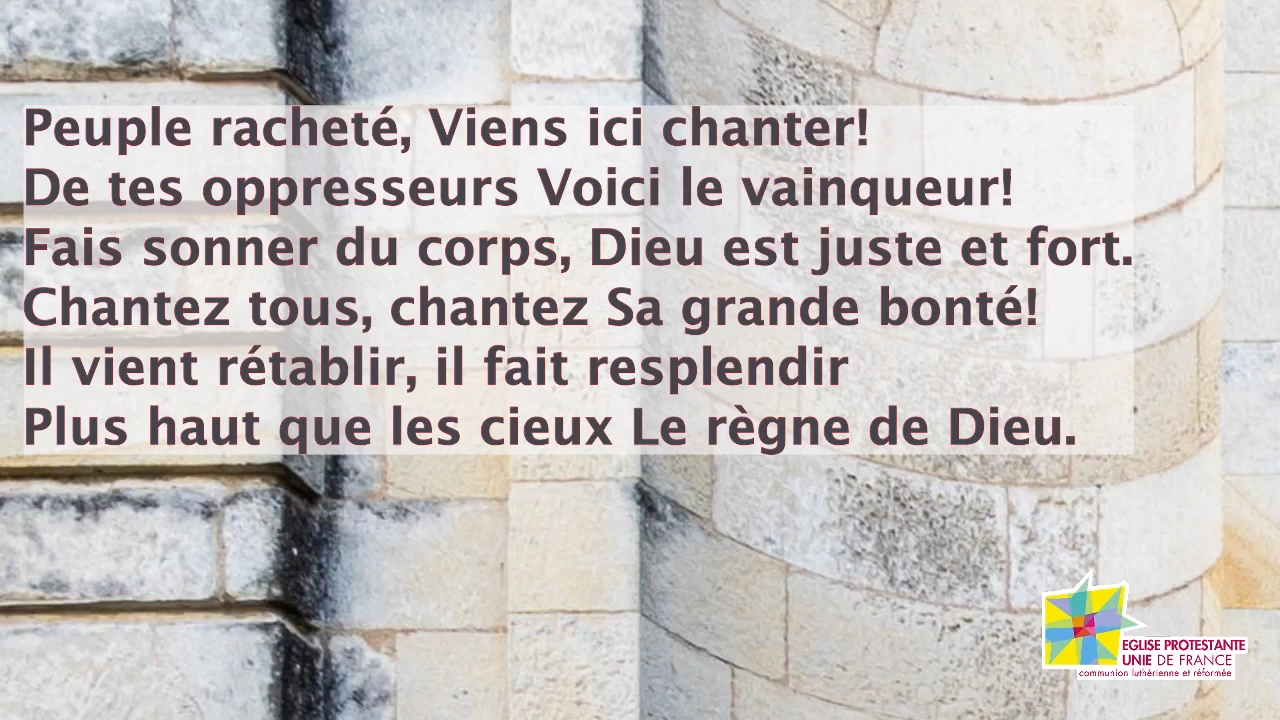 Peuple racheté, Viens ici chanter!
De tes oppresseurs Voici le vainqueur!
Fais sonner du corps, Dieu est juste et fort.
Chantez tous, chantez Sa grande bonté!
Il vient rétablir, il fait resplendir
Plus haut que les cieux Le règne de Dieu.
EGLISE PROTESTANTE
UNIE DE FRANCE
communion luthérienne et réformée